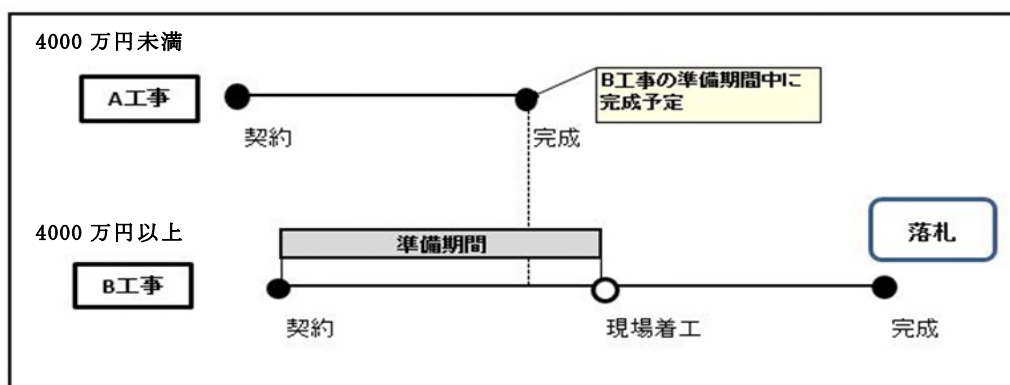 4000 万円未満
A工事
B工事の準備期間中に
完成予定
契約
完成
4000 万円以上
準備期間
落札
B工事
契約
現場着工
完成